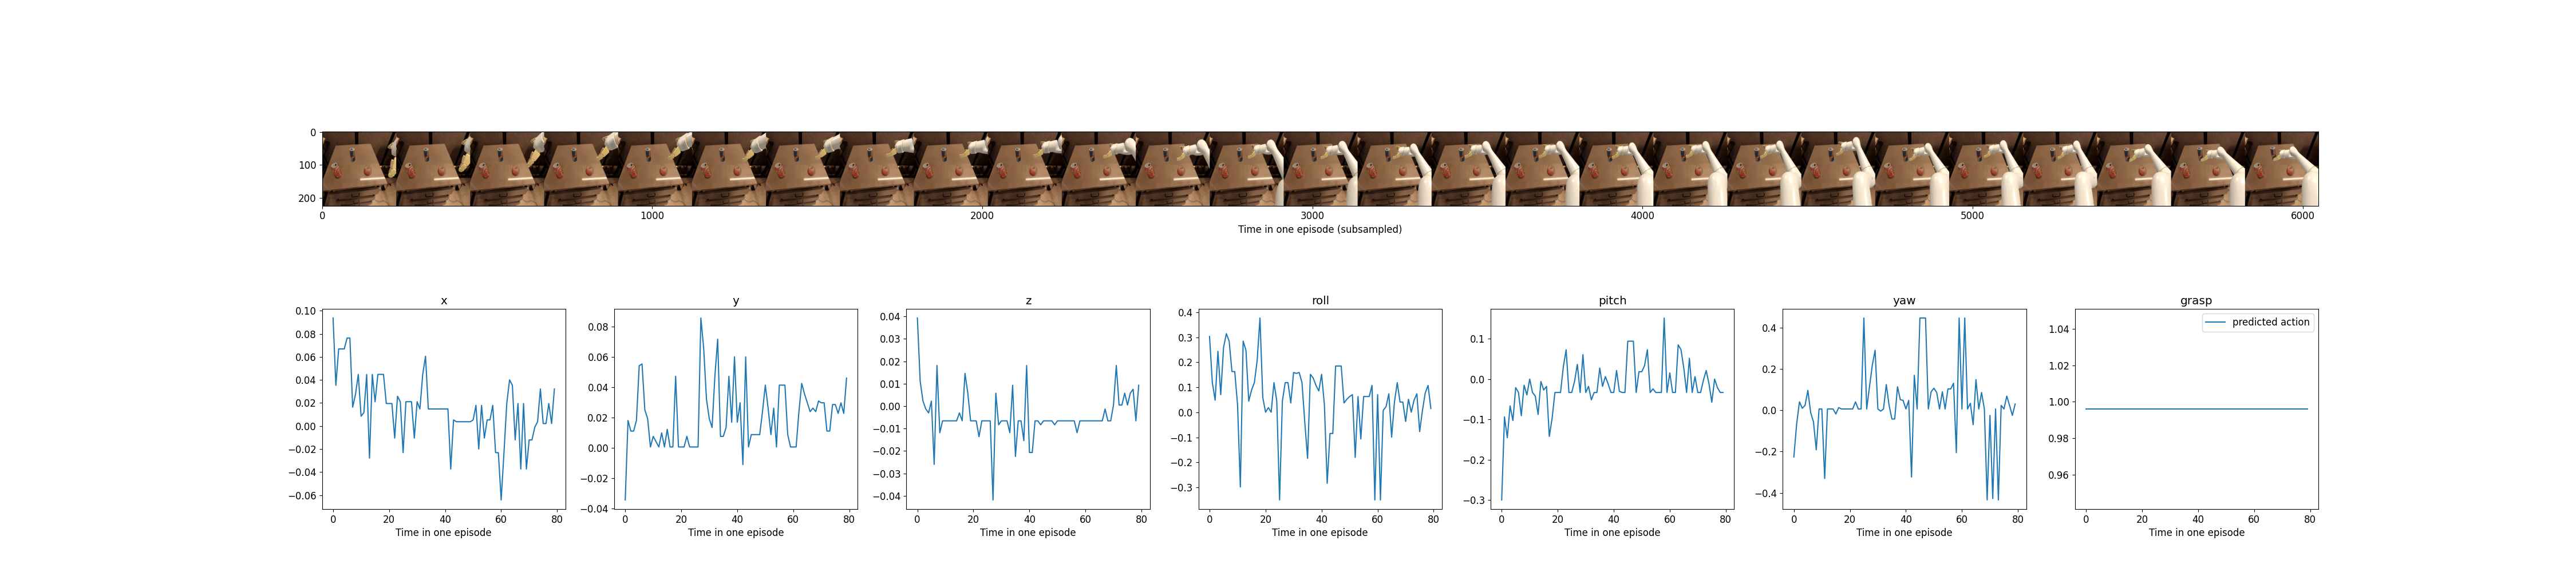 0
100
200
0 1000 2000 3000 4000 5000 6000
Time in one episode (subsampled)
x
0.10
0.08
0.06
0.04
0.02
0.00
−0.02
−0.04
−0.06
0 20 40 60 80
Time in one episode
y
0.08
0.06
0.04
0.02
0.00
−0.02
−0.04
0 20 40 60 80
Time in one episode
z
0.04
0.03
0.02
0.01
0.00
−0.01
−0.02
−0.03
−0.04
0 20 40 60 80
Time in one episode
roll
0.4
0.3
0.2
0.1
0.0
−0.1
−0.2
−0.3
0 20 40 60 80
Time in one episode
pitch
0.1
0.0
−0.1
−0.2
−0.3
0 20 40 60 80
Time in one episode
yaw
0.4
0.2
0.0
−0.2
−0.4
0 20 40 60 80
Time in one episode
grasp
predicted action
1.04
1.02
1.00
0.98
0.96
0 20 40 60 80
Time in one episode